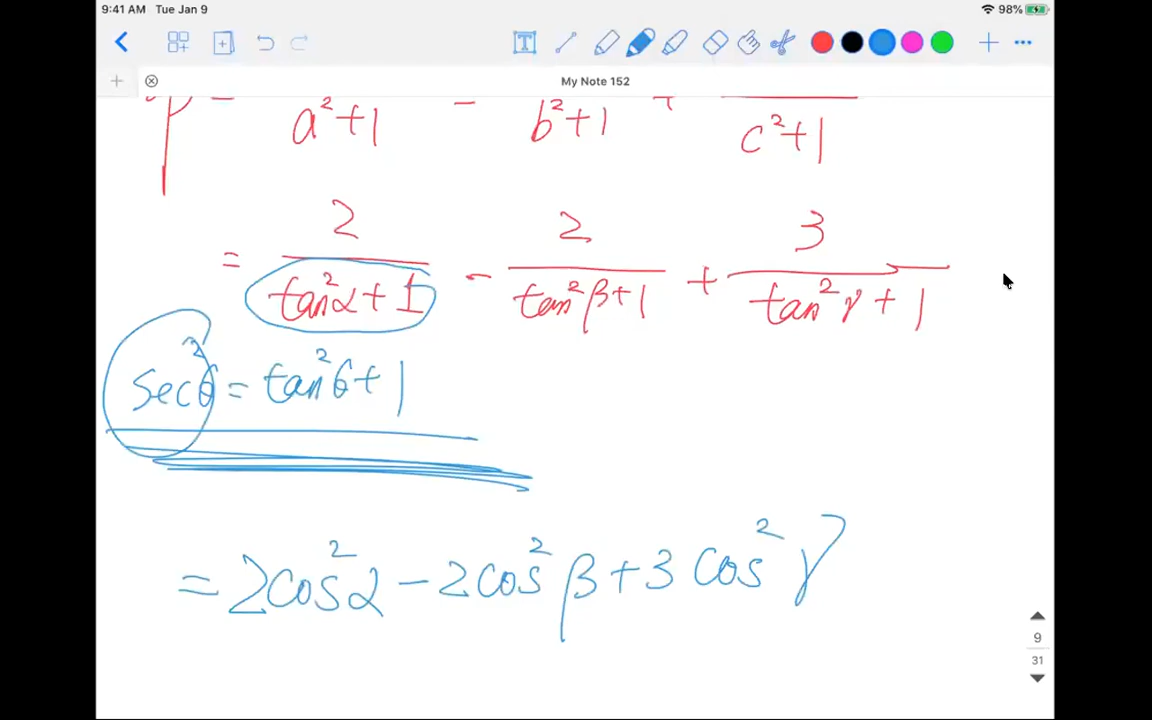 9:41 AM Tue Jan 9 98%
My Note 152
p = a²+1 - b²+1 + c²+1
= 2/(tan²α+1) - 2/(tan²β+1) + 3/(tan²γ+1)
sec²θ = tan²θ+1
= 2cos²α - 2cos²β + 3cos²γ
9
31